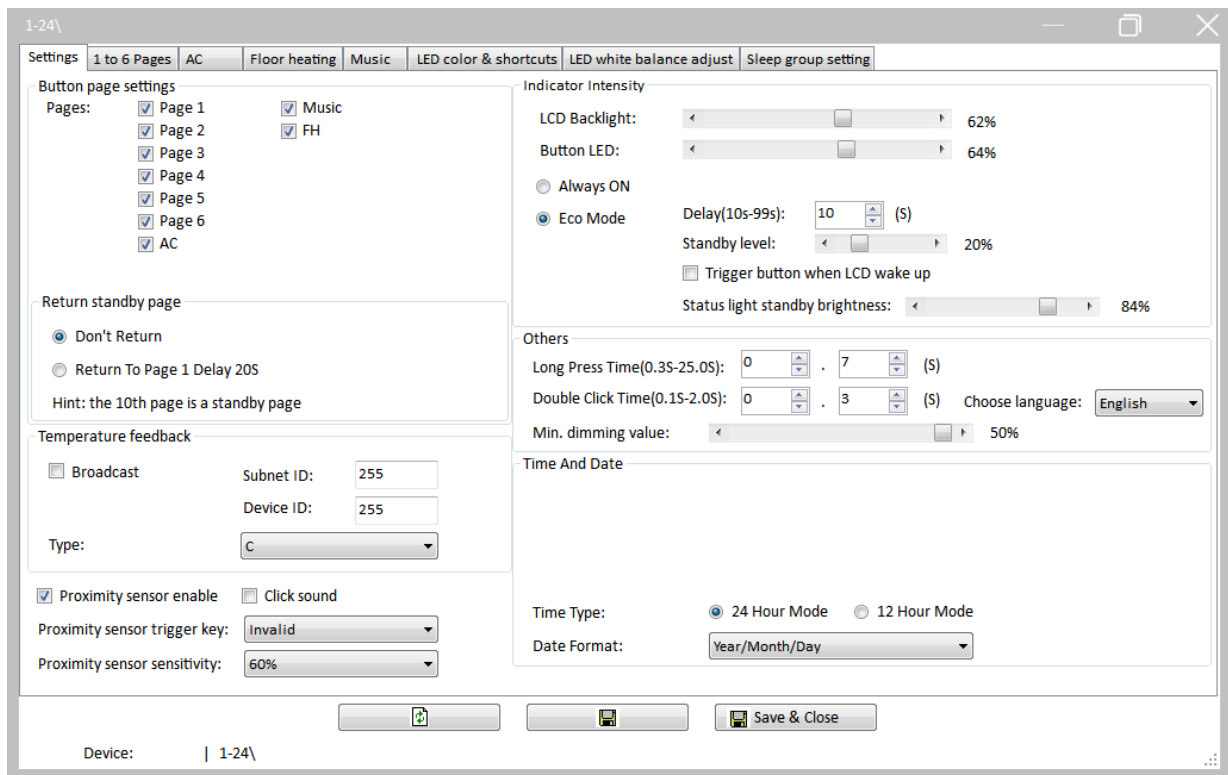 1-24\
Settings 1 to 6 Pages AC Floor heating Music LED color & shortcuts LED white balance adjust Sleep group setting
Button page settings
Pages: Page 1 Music
Page 2 FH
Page 3
Page 4
Page 5
Page 6
AC
Return standby page
Don't Return
Return To Page 1 Delay 20S
Hint: the 10th page is a standby page
Temperature feedback
Broadcast Subnet ID: 255
Device ID: 255
Type: C
Proximity sensor enable Click sound
Proximity sensor trigger key: Invalid
Proximity sensor sensitivity: 60%
Indicator Intensity
LCD Backlight: 62%
Button LED: 64%
Always ON
Eco Mode Delay(10s-99s): 10 (S)
Standby level: 20%
Trigger button when LCD wake up
Status light standby brightness: 84%
Others
Long Press Time(0.3S-25.0S): 0 . 7 (S)
Double Click Time(0.1S-2.0S): 0 . 3 (S) Choose language: English
Min. dimming value: 50%
Time And Date
Time Type: 24 Hour Mode 12 Hour Mode
Date Format: Year/Month/Day
Save & Close
Device: | 1-24\